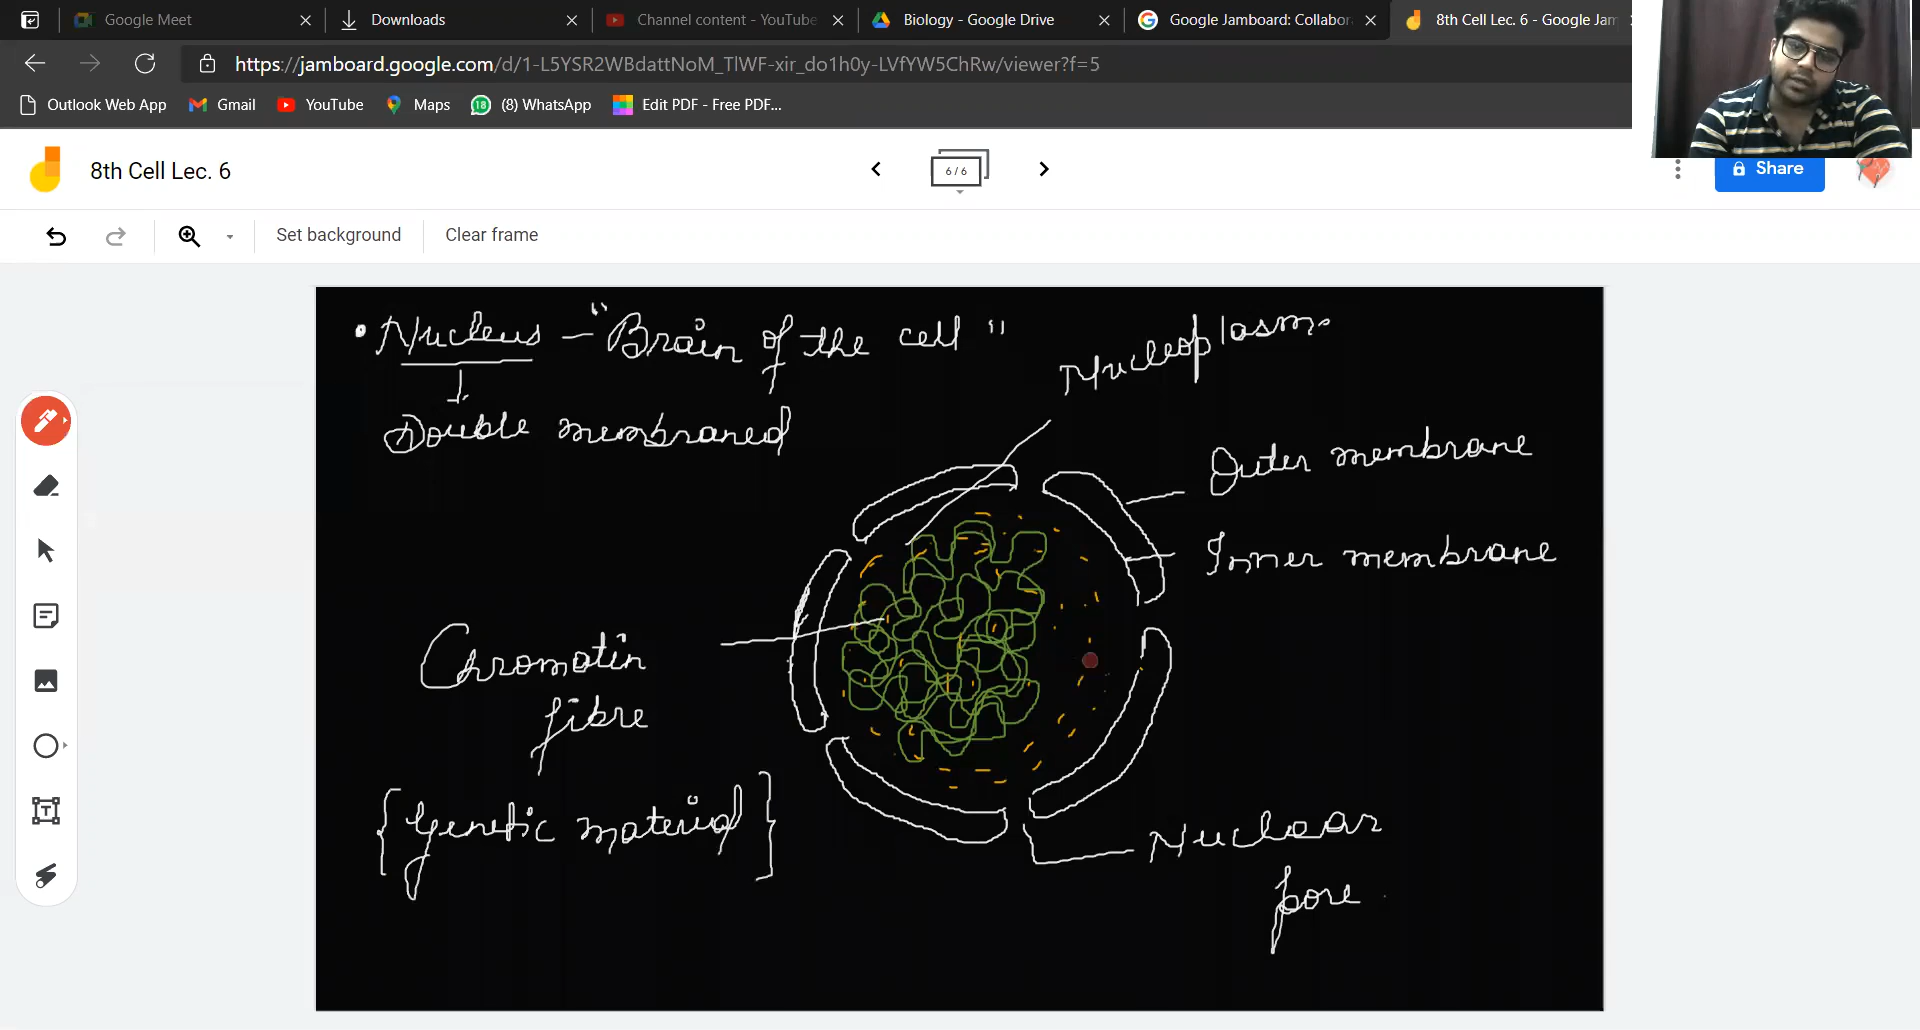 Google Meet
Downloads
Channel content - YouTube
Biology - Google Drive
Google Jamboard: Collabor
8th Cell Lec. 6 - Google Jam
https://jamboard.google.com/d/1-L5YSR2WBdattNoM_TlWF-xir_do1h0y-LVfYW5ChRw/viewer?f=5
Outlook Web App
Gmail
YouTube
Maps
18
(8) WhatsApp
Edit PDF - Free PDF...
8th Cell Lec. 6
6 / 6
Share
Set background
Clear frame
• Nucleus – "Brain of the cell"
Double membraned
Nucleoplasm
Outer membrane
Inner membrane
Chromatin
fibre
{Genetic material}
Nuclear
pore